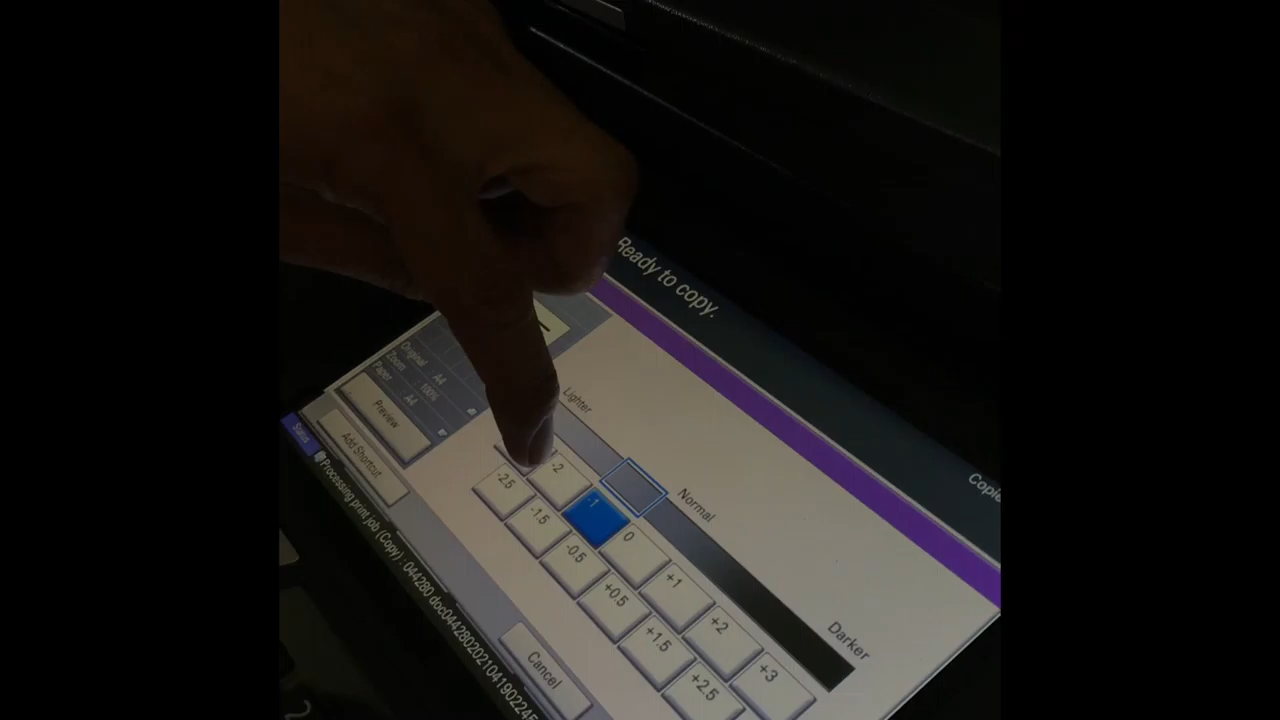 Ready to copy.
Copie
Original
A4
Zoom
100%
Paper
A4
Preview
Add Shortcut
Lighter
Normal
Darker
-2
-1
0
+1
+2
+3
-2.5
-1.5
-0.5
+0.5
+1.5
+2.5
Cancel
Status
Processing print job (Copy) : 044280 doc0442802021041902245
2